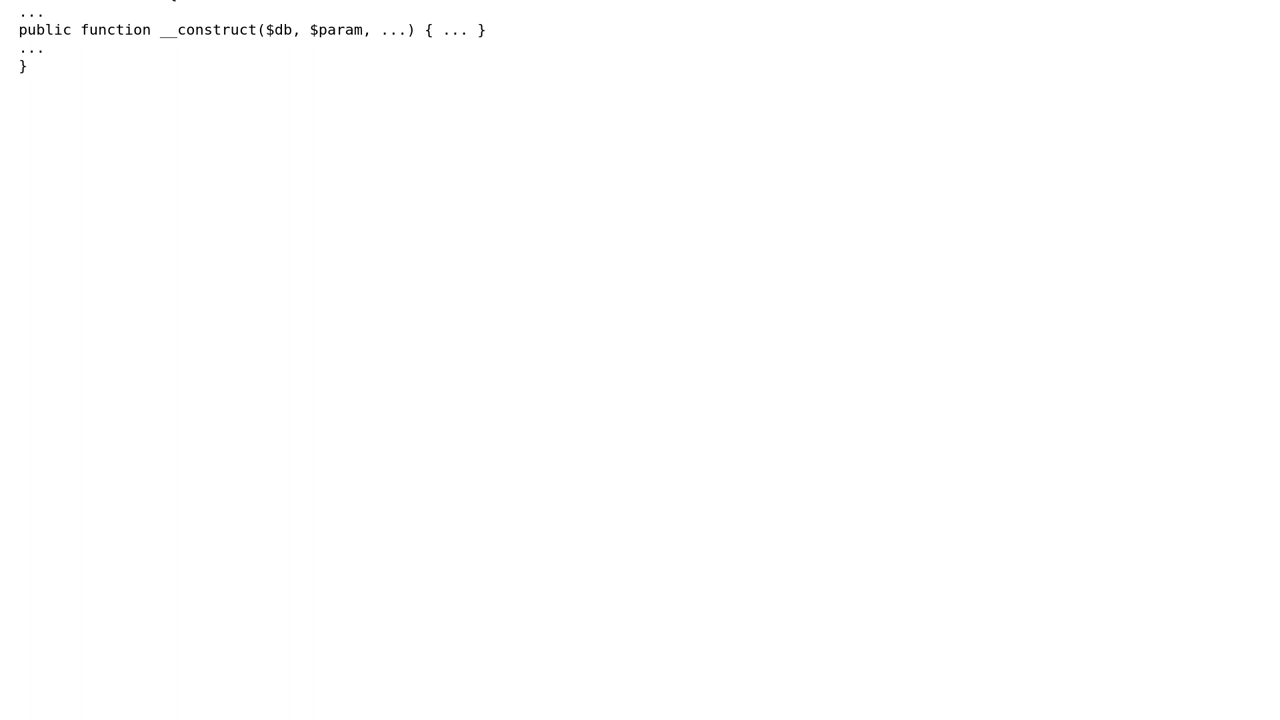 ...
public function __construct($db, $param, ...) { ... }
...
}